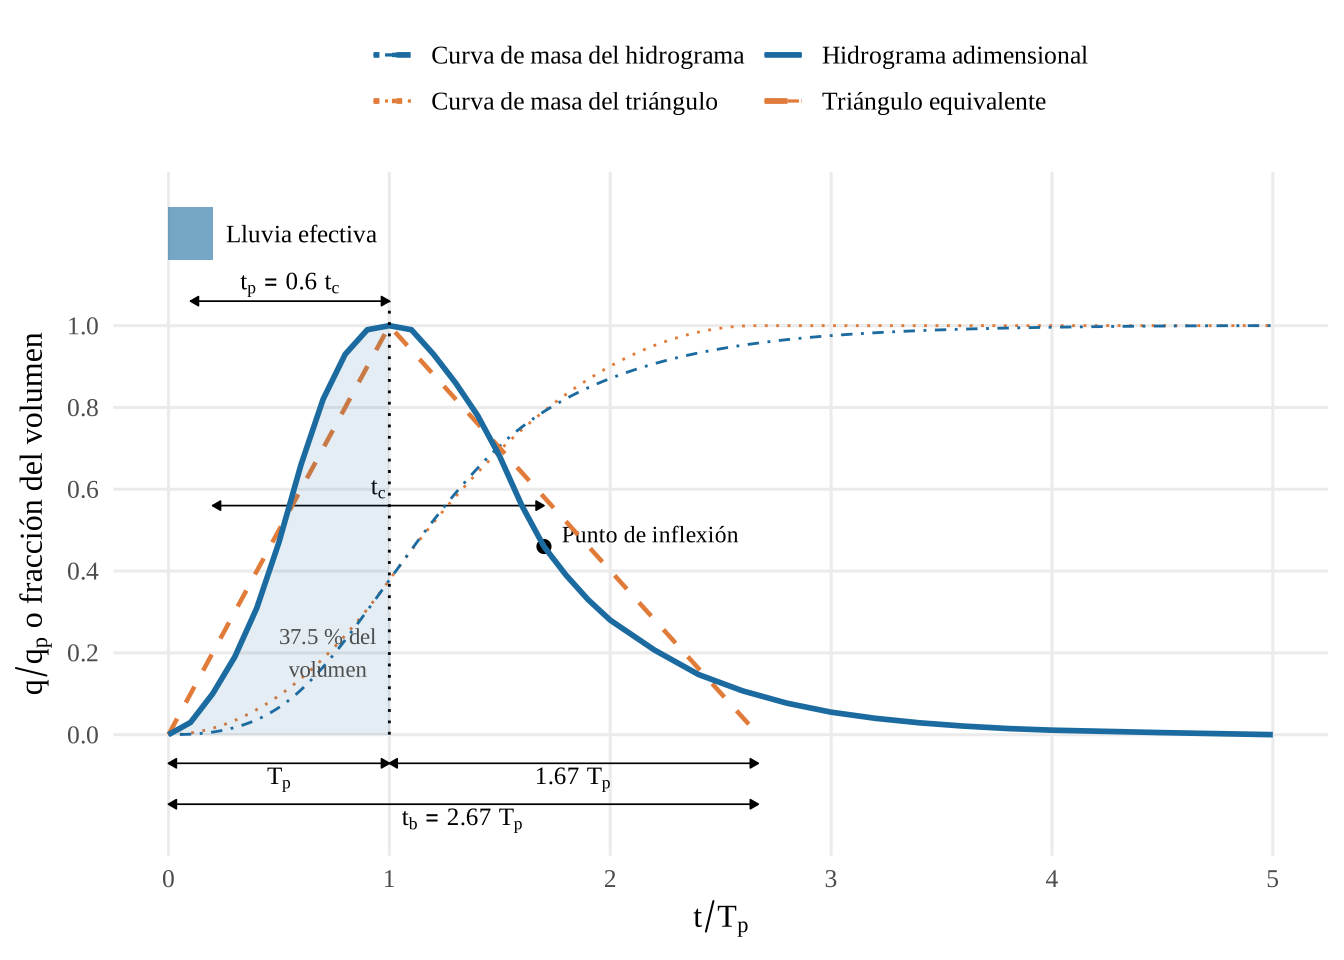 Curva de masa del hidrograma Hidrograma adimensional
Curva de masa del triángulo Triángulo equivalente
Lluvia efectiva
tp = 0.6 tc
1.0
0.8
0.6
0.4
0.2
0.0
q/qp o fracción del volumen
tc
Punto de inflexión
37.5 % del
volumen
Tp
1.67 Tp
tb = 2.67 Tp
0 1 2 3 4 5
t/Tp